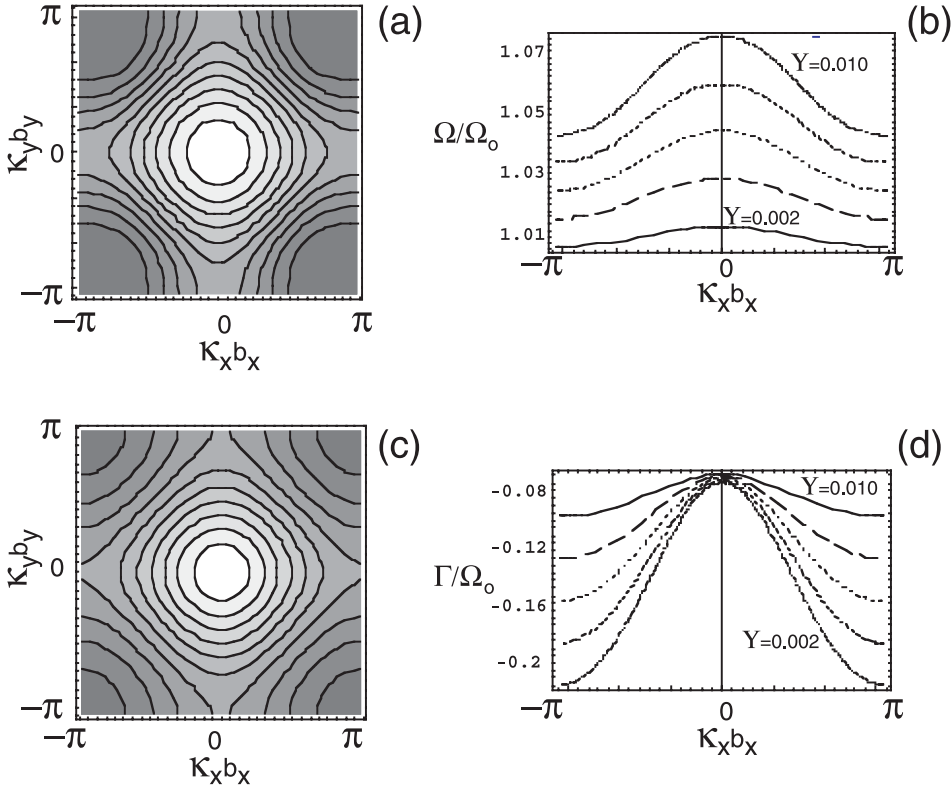 (a)
π
0
−π
κyby
−π
0
π
κxbx
(b)
1.07
1.05
1.03
1.01
Ω/Ωo
Y=0.010
Y=0.002
−π
0
π
κxbx
(c)
π
0
−π
κyby
−π
0
π
κxbx
(d)
-0.08
-0.12
-0.16
-0.2
Γ/Ωo
Y=0.010
Y=0.002
−π
0
π
κxbx